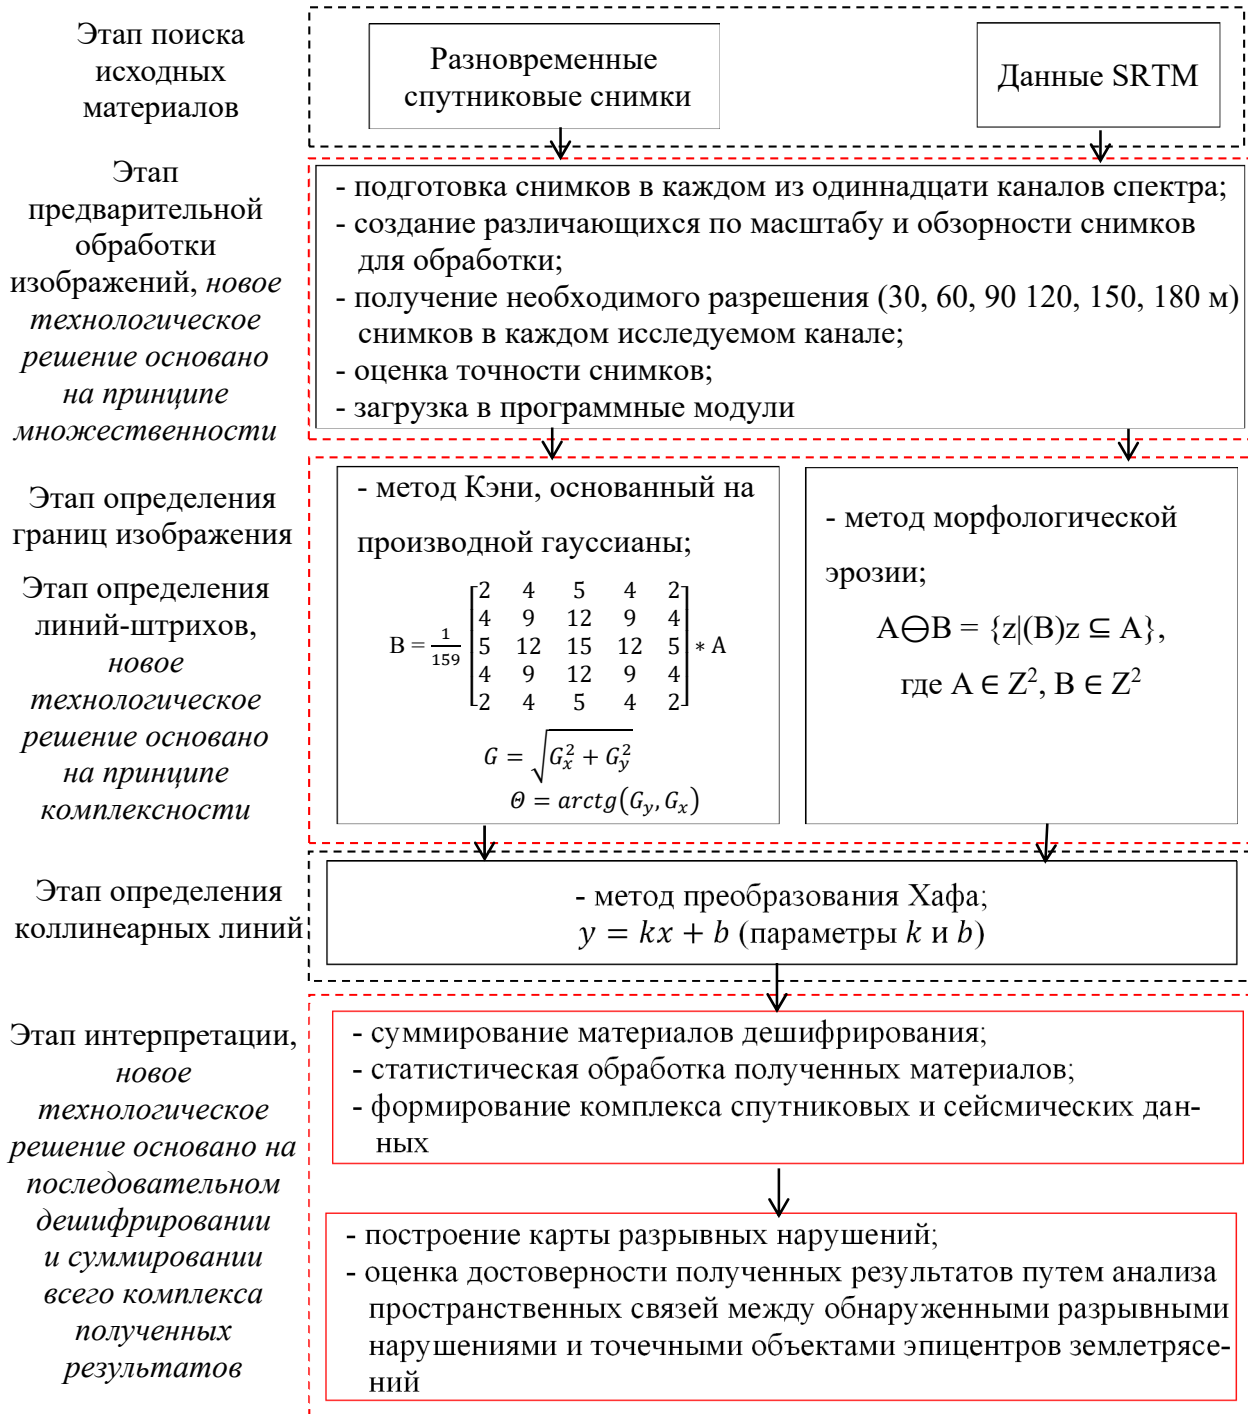 Этап поиска
исходных
материалов
Разновременные
спутниковые снимки
Данные SRTM
Этап
предварительной
обработки
изображений, новое
технологическое
решение основано
на принципе
множественности
- подготовка снимков в каждом из одиннадцати каналов спектра;
- создание различающихся по масштабу и обзорности снимков
для обработки;
- получение необходимого разрешения (30, 60, 90 120, 150, 180 м)
снимков в каждом исследуемом канале;
- оценка точности снимков;
- загрузка в программные модули
Этап определения
границ изображения
Этап определения
линий-штрихов,
новое
технологическое
решение основано
на принципе
комплексности
- метод Кэни, основанный на
производной гауссианы;
B = 1/159 [2 4 5 4 2
4 9 12 9 4
5 12 15 12 5
4 9 12 9 4
2 4 5 4 2] * A
G = √(G_x^2 + G_y^2)
Θ = arctg(G_y, G_x)
- метод морфологической
эрозии;
A⊖B = {z|(B)z ⊆ A},
где A ∈ Z², B ∈ Z²
Этап определения
коллинеарных линий
- метод преобразования Хафа;
y = kx + b (параметры k и b)
Этап интерпретации,
новое
технологическое
решение основано на
последовательном
дешифрировании
и суммировании
всего комплекса
полученных
результатов
- суммирование материалов дешифрирования;
- статистическая обработка полученных материалов;
- формирование комплекса спутниковых и сейсмических дан-
ных
- построение карты разрывных нарушений;
- оценка достоверности полученных результатов путем анализа
пространственных связей между обнаруженными разрывными
нарушениями и точечными объектами эпицентров землетрясе-
ний